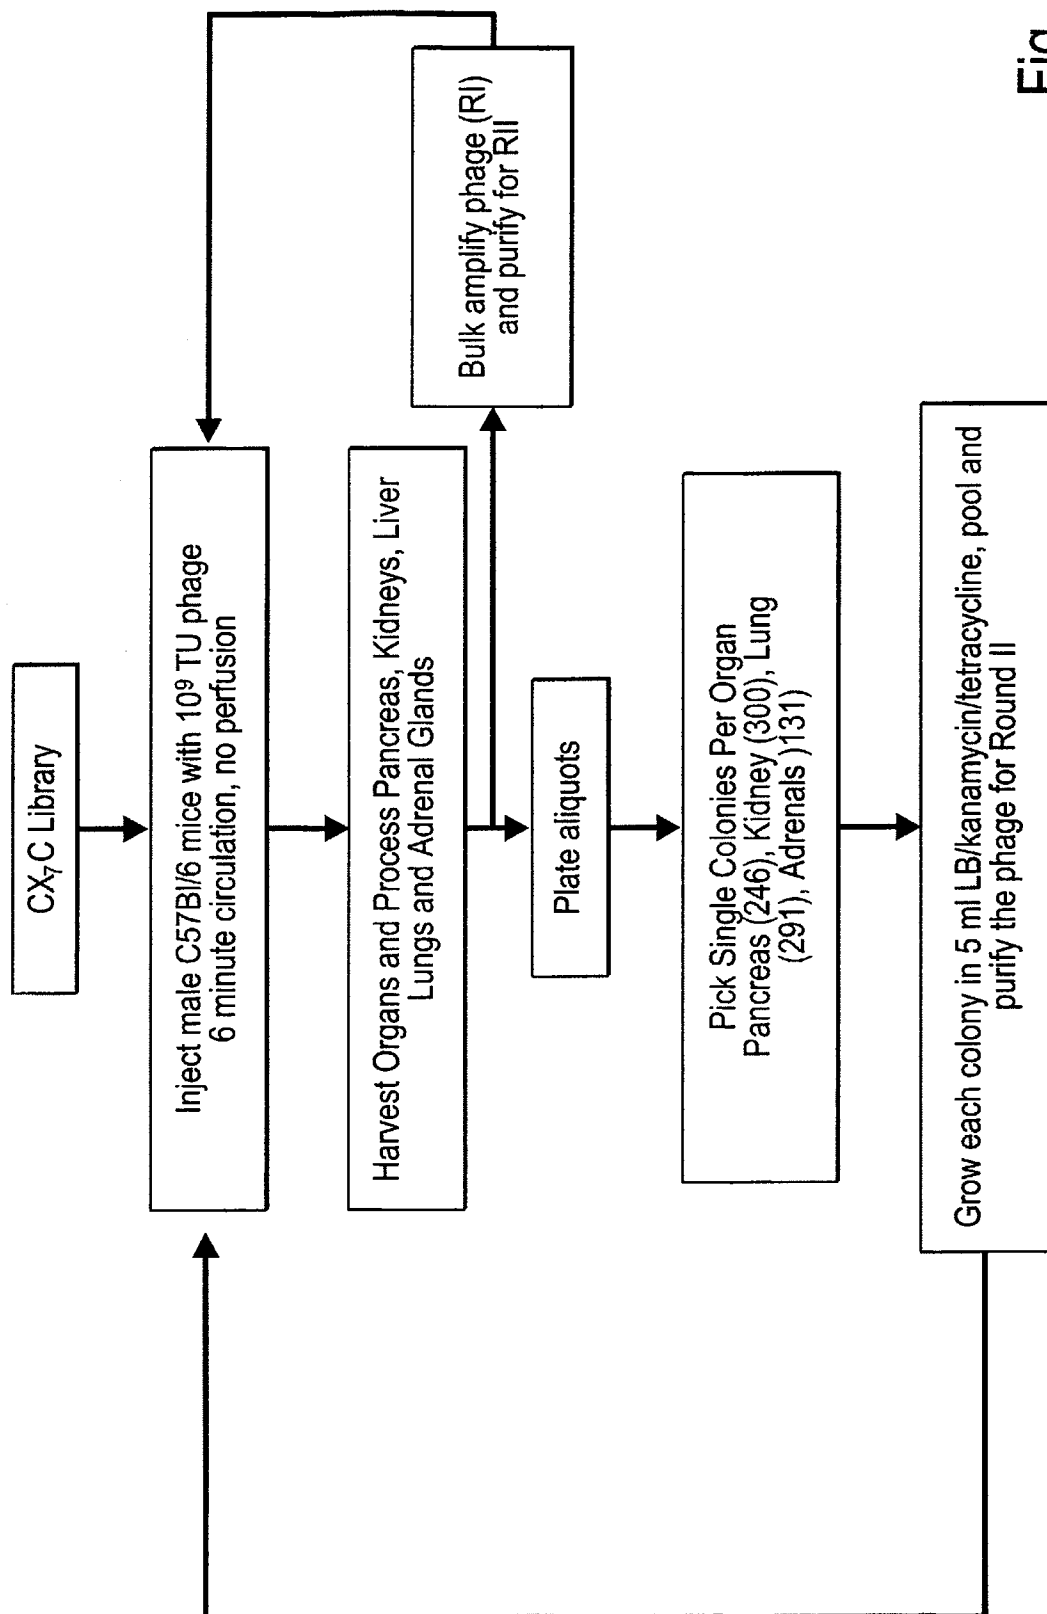 CX₇C Library
Inject male C57Bl/6 mice with 10⁹ TU phage
6 minute circulation, no perfusion
Harvest Organs and Process Pancreas, Kidneys, Liver
Lungs and Adrenal Glands
Bulk amplify phage (RI)
and purify for RII
Plate aliquots
Pick Single Colonies Per Organ
Pancreas (246), Kidney (300), Lung
(291), Adrenals )131)
Grow each colony in 5 ml LB/kanamycin/tetracycline, pool and
purify the phage for Round II
Fig